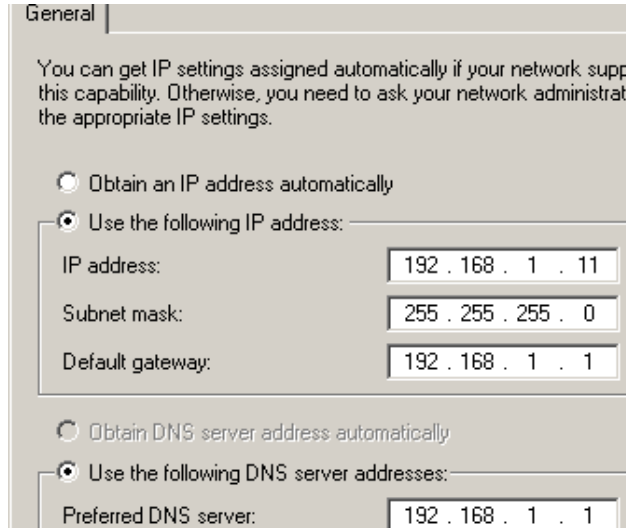 General
You can get IP settings assigned automatically if your network supp
this capability. Otherwise, you need to ask your network administrat
the appropriate IP settings.
Obtain an IP address automatically
Use the following IP address:
IP address: 192 . 168 . 1 . 11
Subnet mask: 255 . 255 . 255 . 0
Default gateway: 192 . 168 . 1 . 1
Obtain DNS server address automatically
Use the following DNS server addresses:
Preferred DNS server: 192 . 168 . 1 . 1